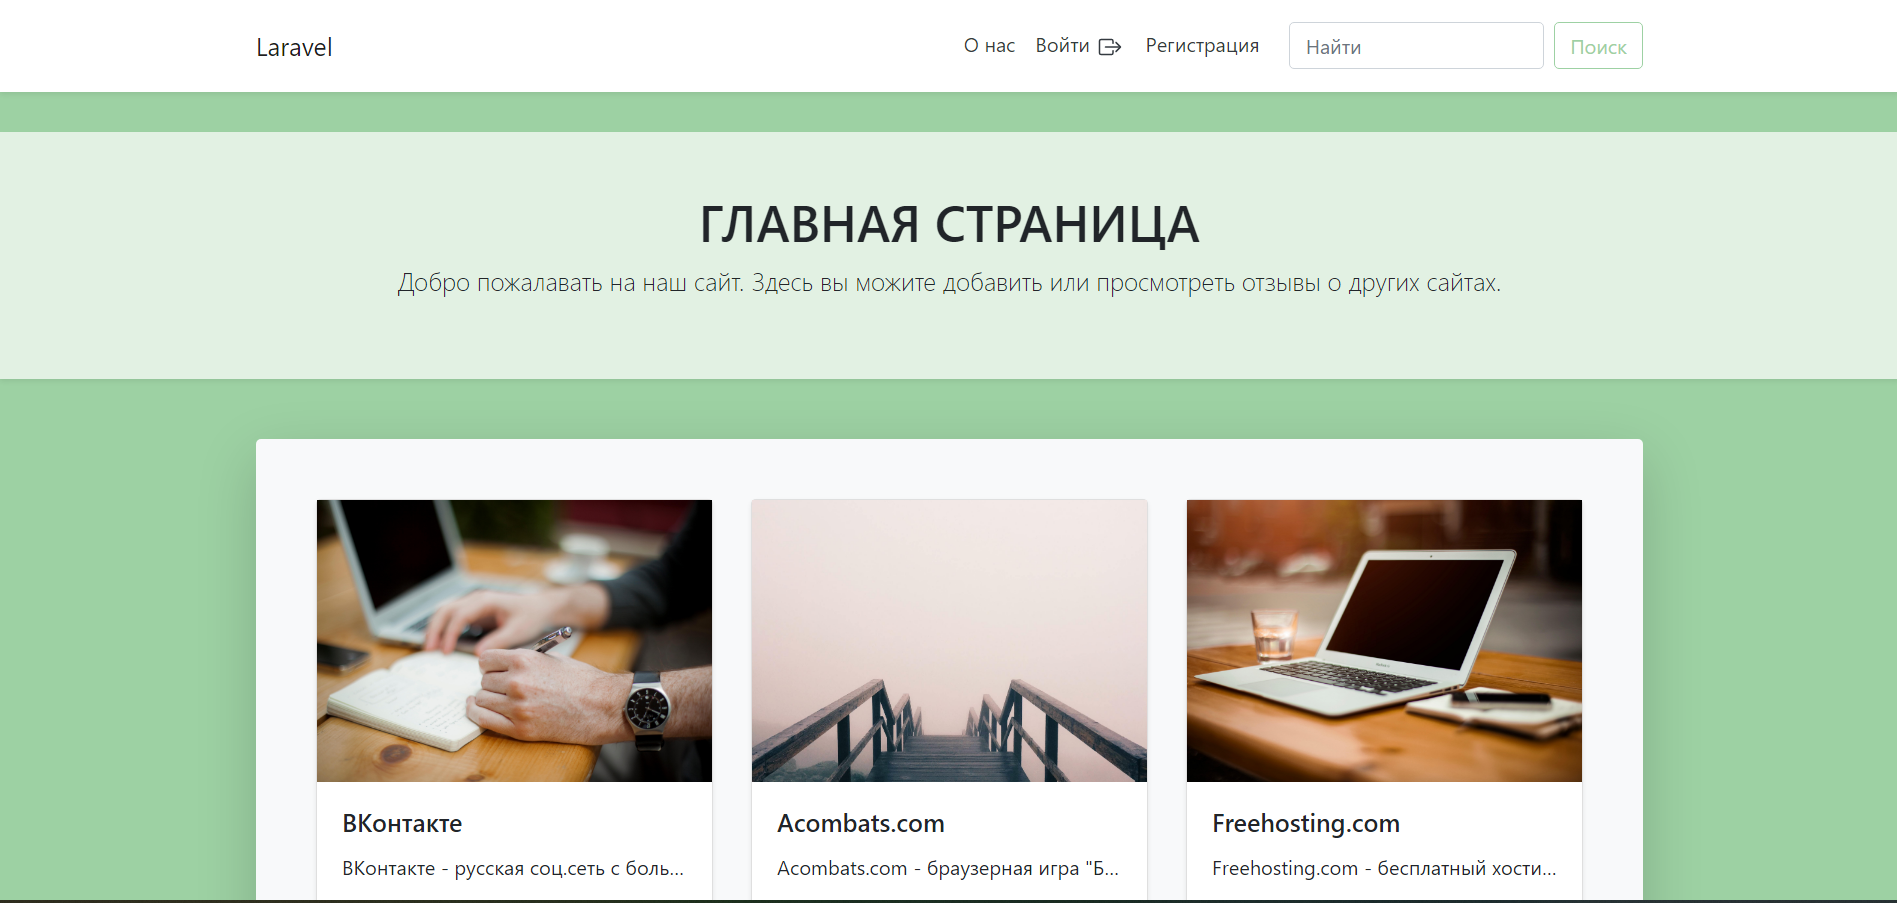 Laravel
О нас Войти Регистрация Найти Поиск
ГЛАВНАЯ СТРАНИЦА
Добро пожалавать на наш сайт. Здесь вы можите добавить или просмотреть отзывы о других сайтах.
ВКонтакте
ВКонтакте - русская соц.сеть с боль...
Acombats.com
Acombats.com - браузерная игра "Б...
Freehosting.com
Freehosting.com - бесплатный хости...